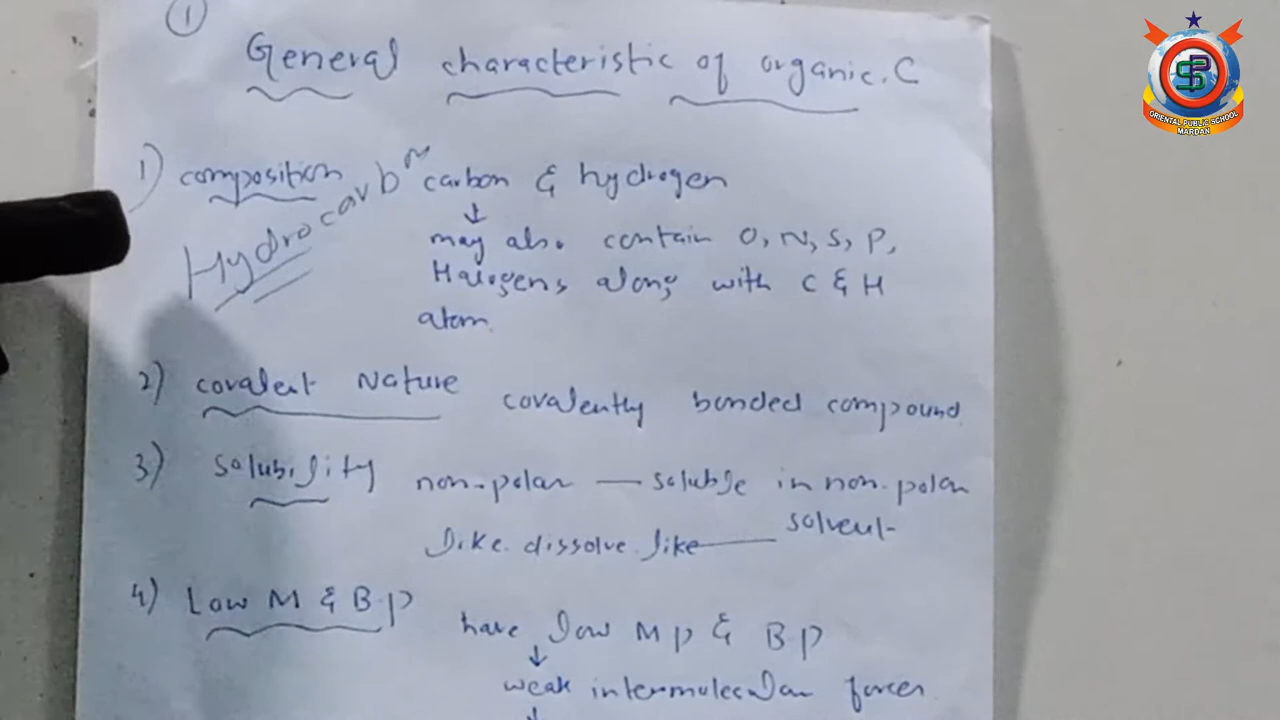 1
General characteristic of organic. C
1) composition carbon & hydrogen
Hydrocarbn
may also contain O, N, S, P,
Halogens along with C & H
atom.
2) covalent Nature covalently bonded compound
3) solubility non-polar — soluble in non-polar
solvent
like dissolve like
4) Low M & B.p
have low Mp & B.p
weak intermolecular forces
ORIENTAL PUBLIC SCHOOL
MARDAN